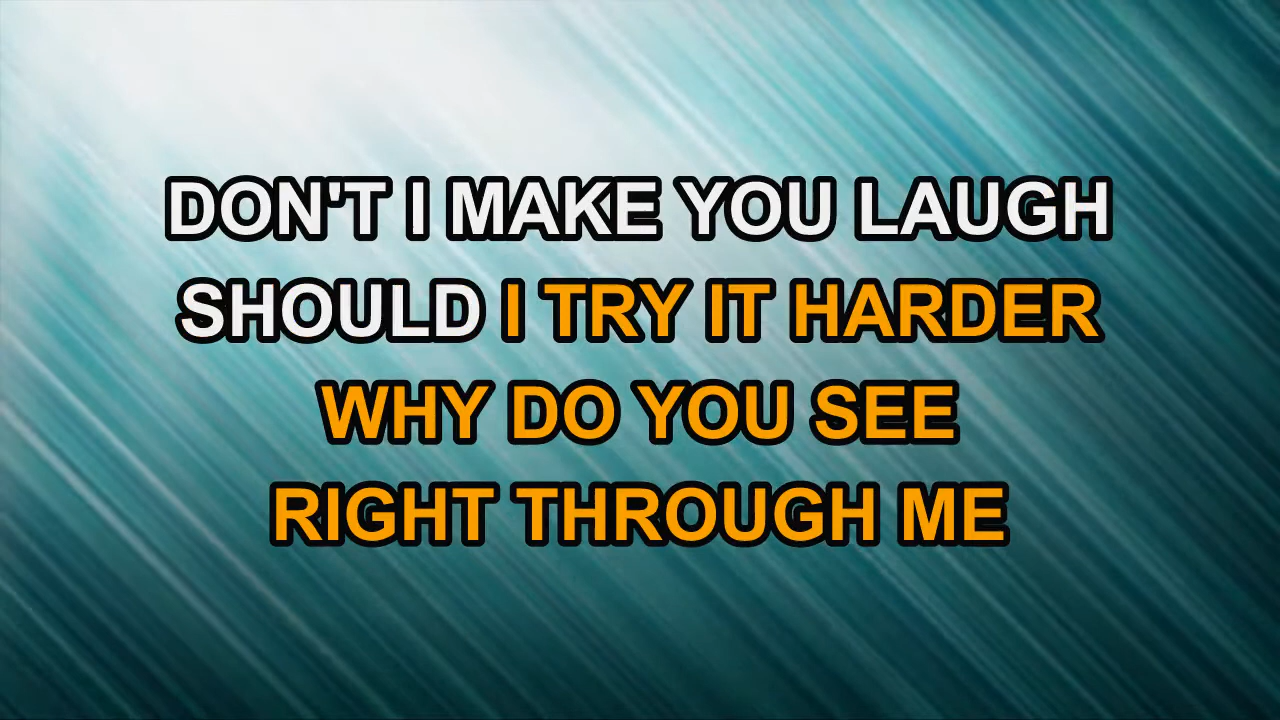 DON'T I MAKE YOU LAUGH
SHOULD I TRY IT HARDER
WHY DO YOU SEE
RIGHT THROUGH ME